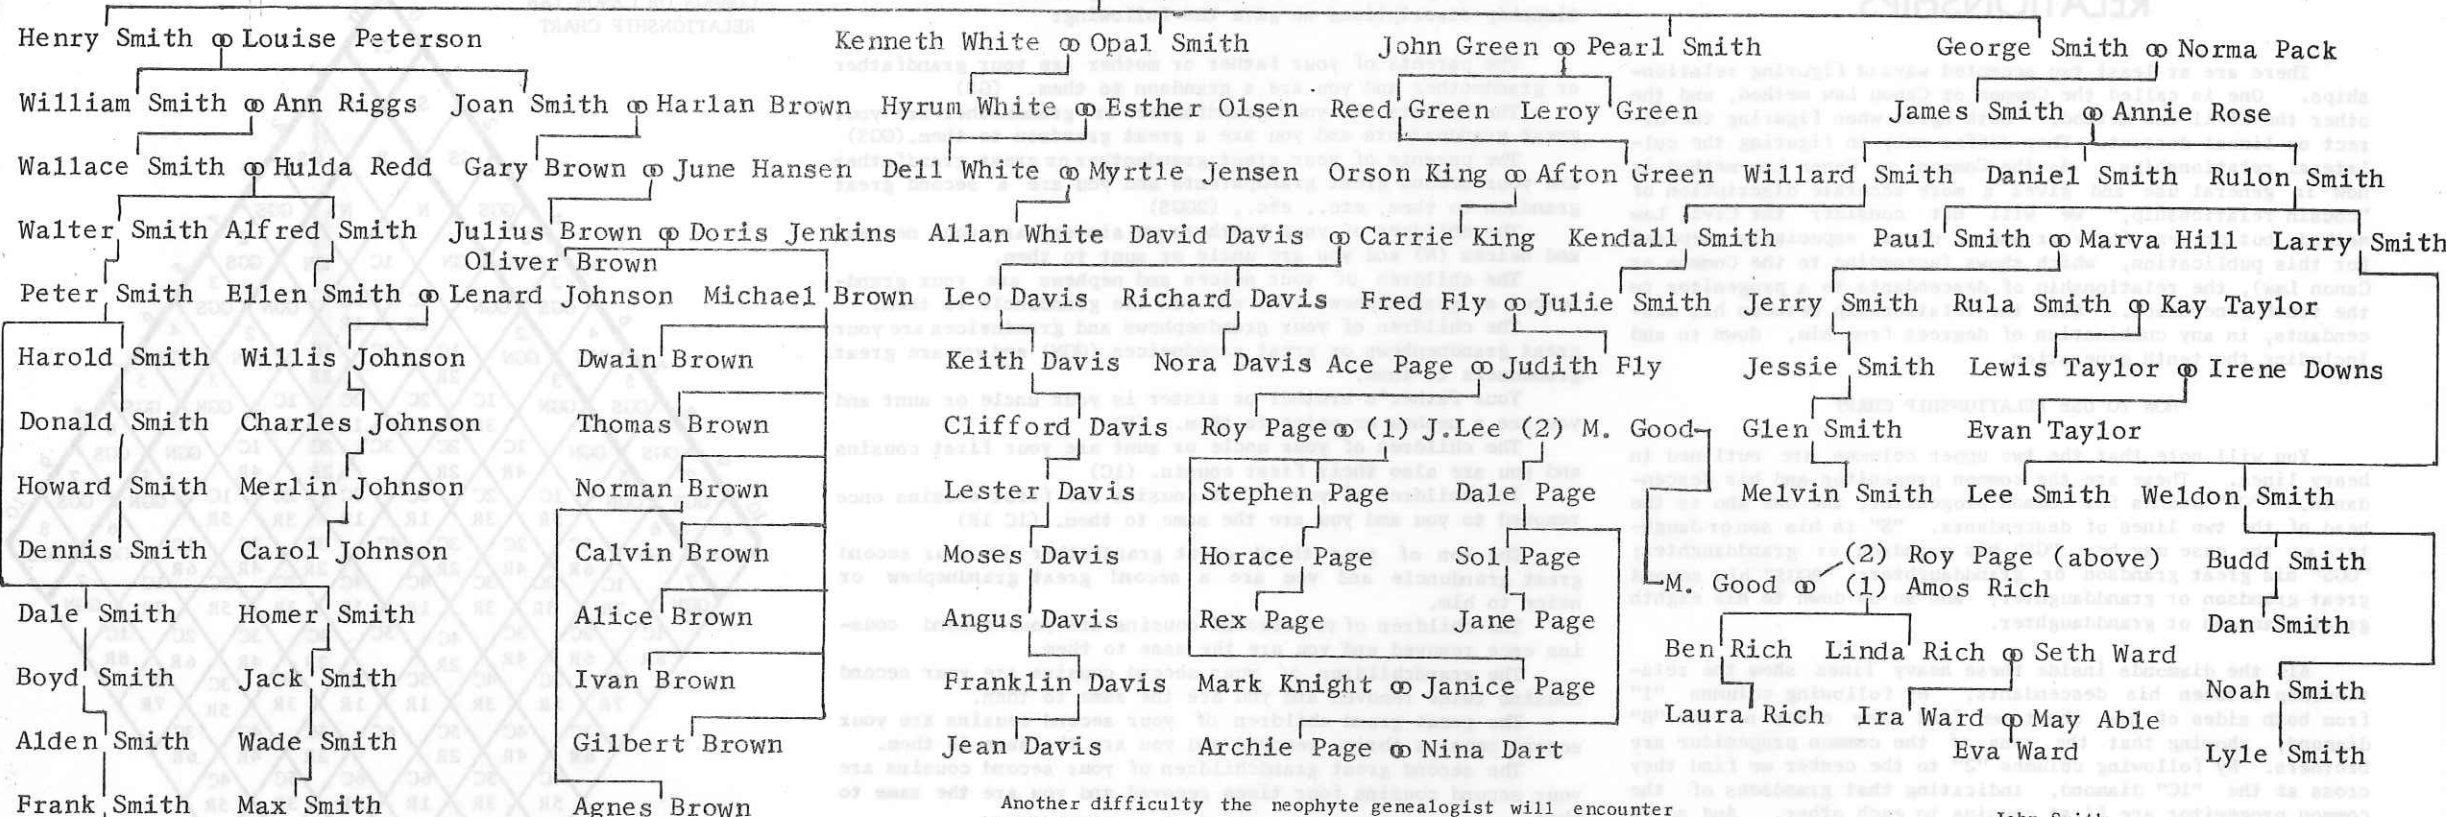 Henry Smith ꝏ Louise Peterson Kenneth White ꝏ Opal Smith John Green ꝏ Pearl Smith George Smith ꝏ Norma Pack
William Smith ꝏ Ann Riggs Joan Smith ꝏ Harlan Brown Hyrum White ꝏ Esther Olsen Reed Green Leroy Green James Smith ꝏ Annie Rose
Wallace Smith ꝏ Hulda Redd Gary Brown ꝏ June Hansen Dell White ꝏ Myrtle Jensen Orson King ꝏ Afton Green Willard Smith Daniel Smith Rulon Smith
Walter Smith Alfred Smith Julius Brown ꝏ Doris Jenkins Allan White David Davis ꝏ Carrie King Kendall Smith Paul Smith ꝏ Marva Hill Larry Smith
Oliver Brown
Peter Smith Ellen Smith ꝏ Lenard Johnson Michael Brown Leo Davis Richard Davis Fred Fly ꝏ Julie Smith Jerry Smith Rula Smith ꝏ Kay Taylor
Harold Smith Willis Johnson Dwain Brown Keith Davis Nora Davis Ace Page ꝏ Judith Fly Jessie Smith Lewis Taylor ꝏ Irene Downs
Donald Smith Charles Johnson Thomas Brown Clifford Davis Roy Page ꝏ (1) J.Lee (2) M. Good Glen Smith Evan Taylor
Howard Smith Merlin Johnson Norman Brown Lester Davis Stephen Page Dale Page Melvin Smith Lee Smith Weldon Smith
Dennis Smith Carol Johnson Calvin Brown Moses Davis Horace Page Sol Page (2) Roy Page (above) Budd Smith
M. Good ꝏ (1) Amos Rich
Dale Smith Homer Smith Alice Brown Angus Davis Rex Page Jane Page Dan Smith
Ben Rich Linda Rich ꝏ Seth Ward
Boyd Smith Jack Smith Ivan Brown Franklin Davis Mark Knight ꝏ Janice Page Noah Smith
Laura Rich Ira Ward ꝏ May Able
Alden Smith Wade Smith Gilbert Brown Jean Davis Archie Page ꝏ Nina Dart Eva Ward Lyle Smith
Frank Smith Max Smith Agnes Brown Another difficulty the neophyte genealogist will encounter
John Smith